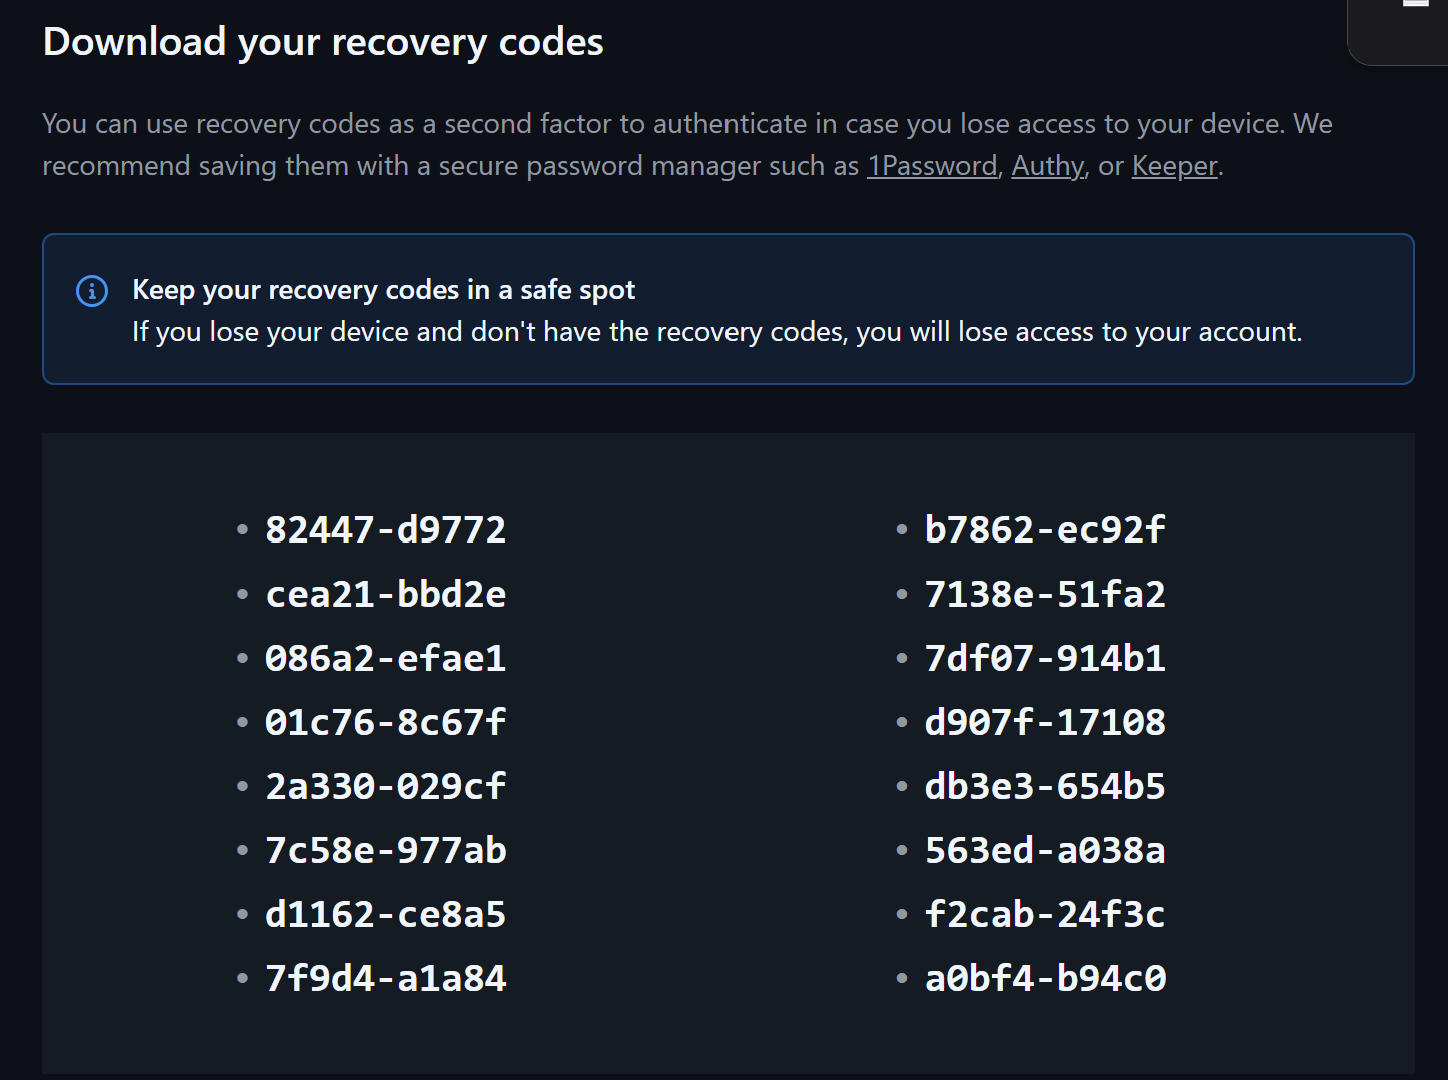 Download your recovery codes
You can use recovery codes as a second factor to authenticate in case you lose access to your device. We
recommend saving them with a secure password manager such as 1Password, Authy, or Keeper.
Keep your recovery codes in a safe spot
If you lose your device and don't have the recovery codes, you will lose access to your account.
• 82447-d9772
• cea21-bbd2e
• 086a2-efae1
• 01c76-8c67f
• 2a330-029cf
• 7c58e-977ab
• d1162-ce8a5
• 7f9d4-a1a84
• b7862-ec92f
• 7138e-51fa2
• 7df07-914b1
• d907f-17108
• db3e3-654b5
• 563ed-a038a
• f2cab-24f3c
• a0bf4-b94c0